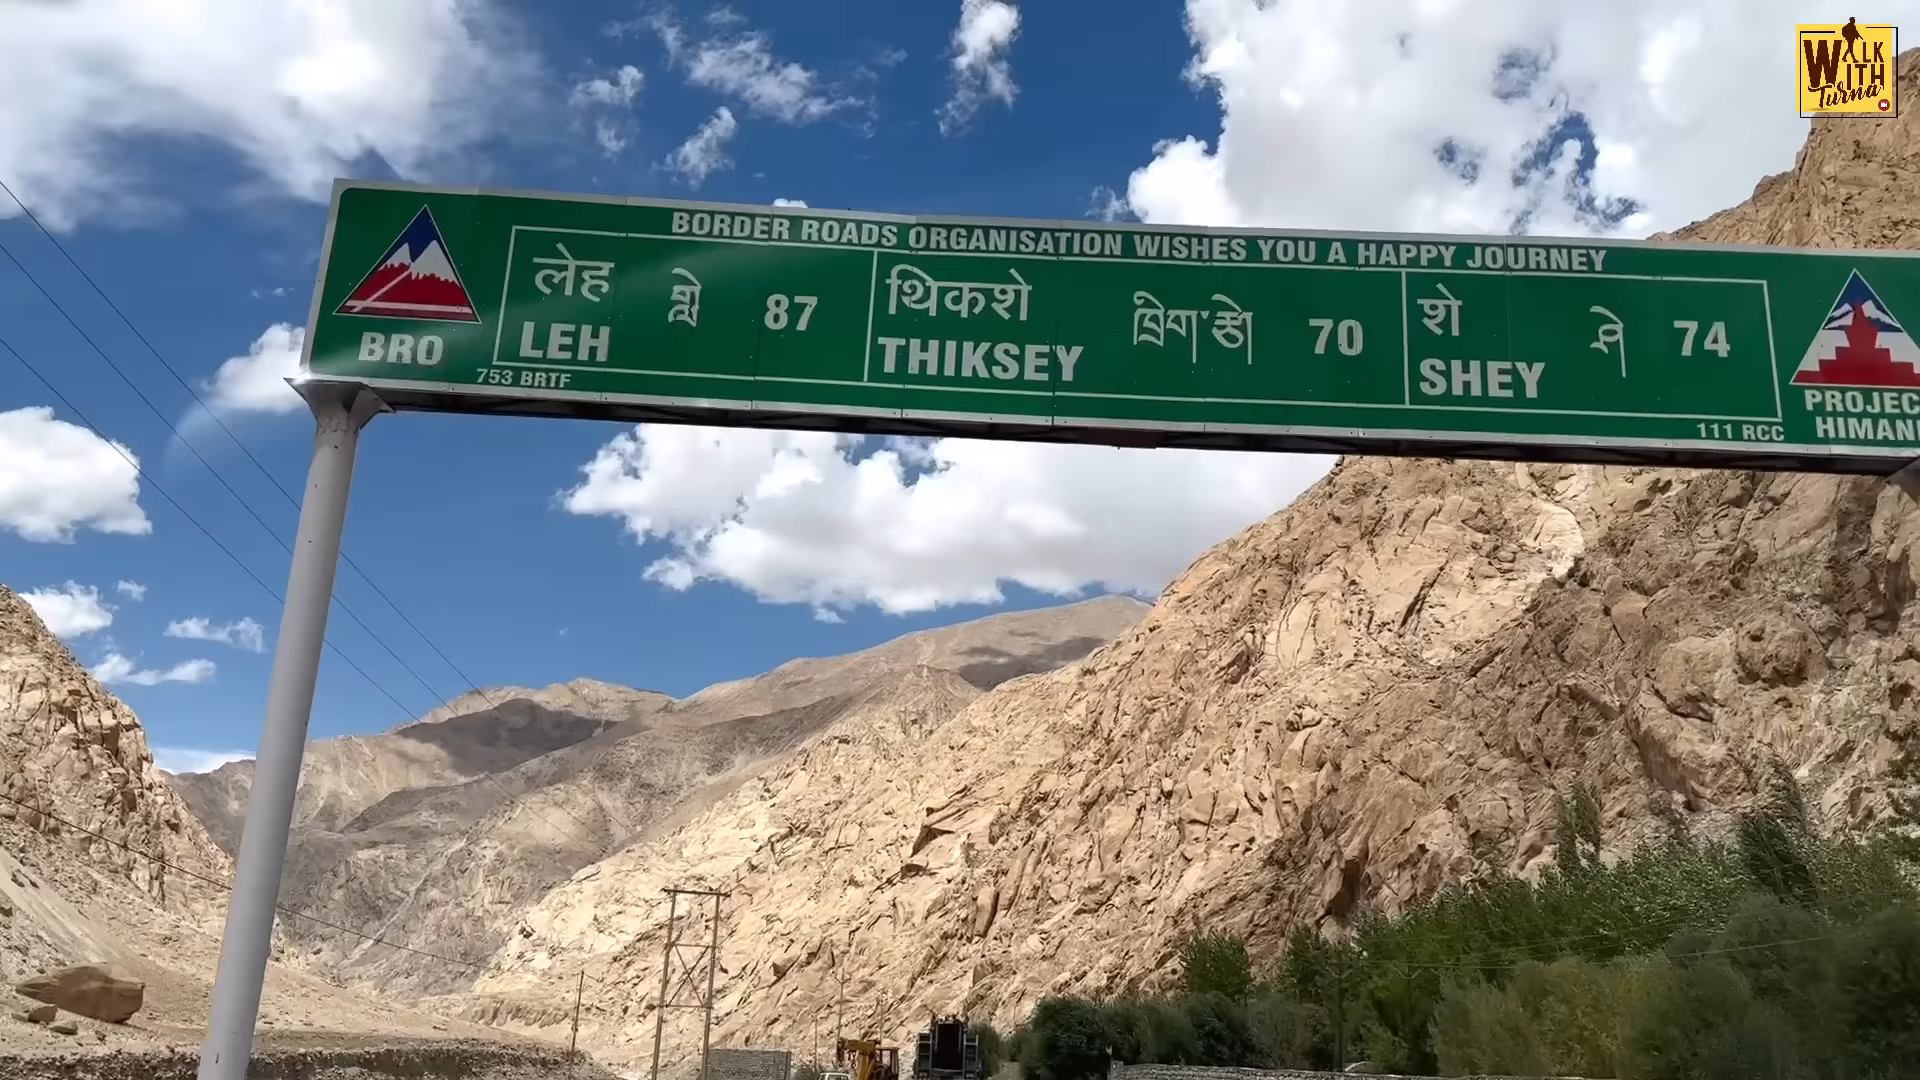 BORDER ROADS ORGANISATION WISHES YOU A HAPPY JOURNEY
BRO
लेह
LEH
གླེ
87
थिकशे
THIKSEY
ཁྲིག་རྩེ
70
शे
SHEY
ཤེ
74
753 BRTF
111 RCC
PROJEC
HIMAN
WALK
WITH
Turna